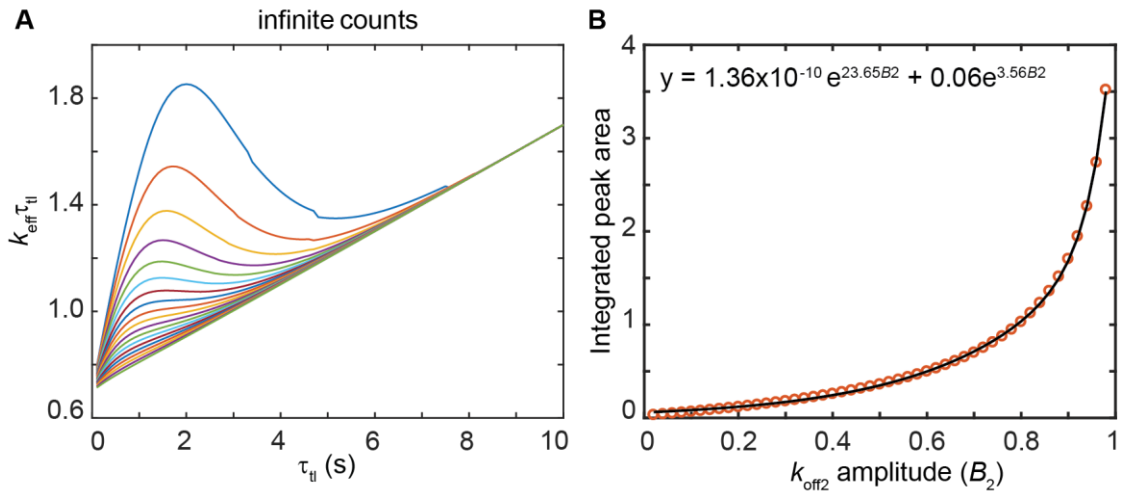 A
infinite counts
1.8
1.4
1.0
0.6
k_eff τ_tl
0 2 4 6 8 10
τ_tl (s)
B
y = 1.36x10^-10 e^23.65B2 + 0.06e^3.56B2
4
3
2
1
0
Integrated peak area
0 0.2 0.4 0.6 0.8 1
k_off2 amplitude (B_2)